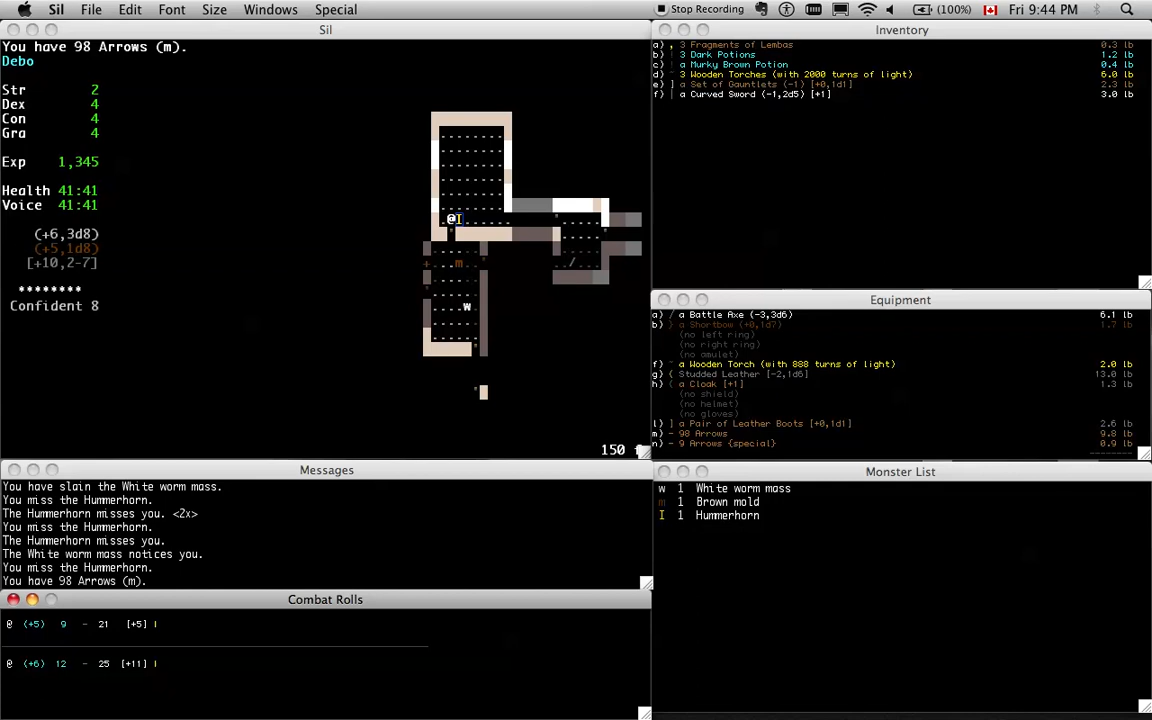 Sil File Edit Font Size Windows Special Stop Recording (100%) Fri 9:44 PM
Sil
You have 98 Arrows (m).
Debo
Str 2
Dex 4
Con 4
Gra 4
Exp 1,345
Health 41:41
Voice 41:41
(+6,3d8)
(+5,1d8)
[+10,2-7]
********
Confident 8
@I
m
/
w
150 f
Inventory
a) , 3 Fragments of Lembas 0.3 lb
b) ! 3 Dark Potions 1.2 lb
c) ! a Murky Brown Potion 0.4 lb
d) ~ 3 Wooden Torches (with 2000 turns of light) 6.0 lb
e) ] a Set of Gauntlets (-1) [+0,1d1] 2.3 lb
f) | a Curved Sword (-1,2d5) [+1] 3.0 lb
Equipment
a) / a Battle Axe (-3,3d6) 6.1 lb
b) } a Shortbow (+0,1d7) 1.7 lb
(no left ring)
(no right ring)
(no amulet)
f) ~ a Wooden Torch (with 888 turns of light) 2.0 lb
g) ( Studded Leather [-2,1d6] 13.0 lb
h) ( a Cloak [+1] 1.3 lb
(no shield)
(no helmet)
(no gloves)
l) ] a Pair of Leather Boots [+0,1d1] 2.6 lb
m) - 98 Arrows 9.8 lb
n) - 9 Arrows {special} 0.9 lb
Messages
You have slain the White worm mass.
You miss the Hummerhorn.
The Hummerhorn misses you. <2x>
You miss the Hummerhorn.
The Hummerhorn misses you.
The White worm mass notices you.
You miss the Hummerhorn.
You have 98 Arrows (m).
Monster List
w 1 White worm mass
m 1 Brown mold
I 1 Hummerhorn
Combat Rolls
@ (+5) 9 - 21 [+5] I
@ (+6) 12 - 25 [+11] I